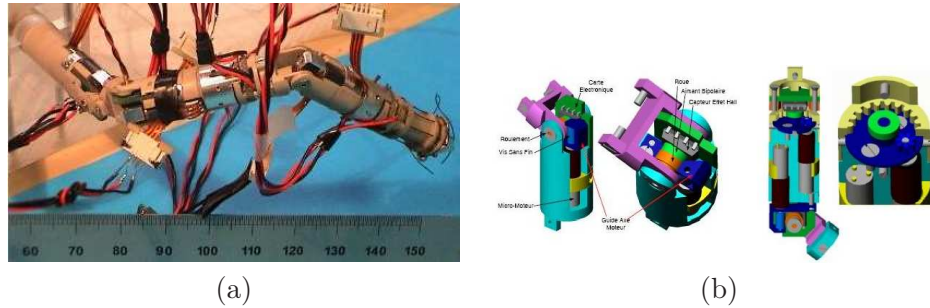 60 70 80 90 100 110 120 130 140 150
(a)
Carte
Electronique
Roulement
Vis Sans Fin
Micro-Moteur
Roue
Aimant Bipolaire
Capteur Effet Hall
Guide Axe
Moteur
(b)